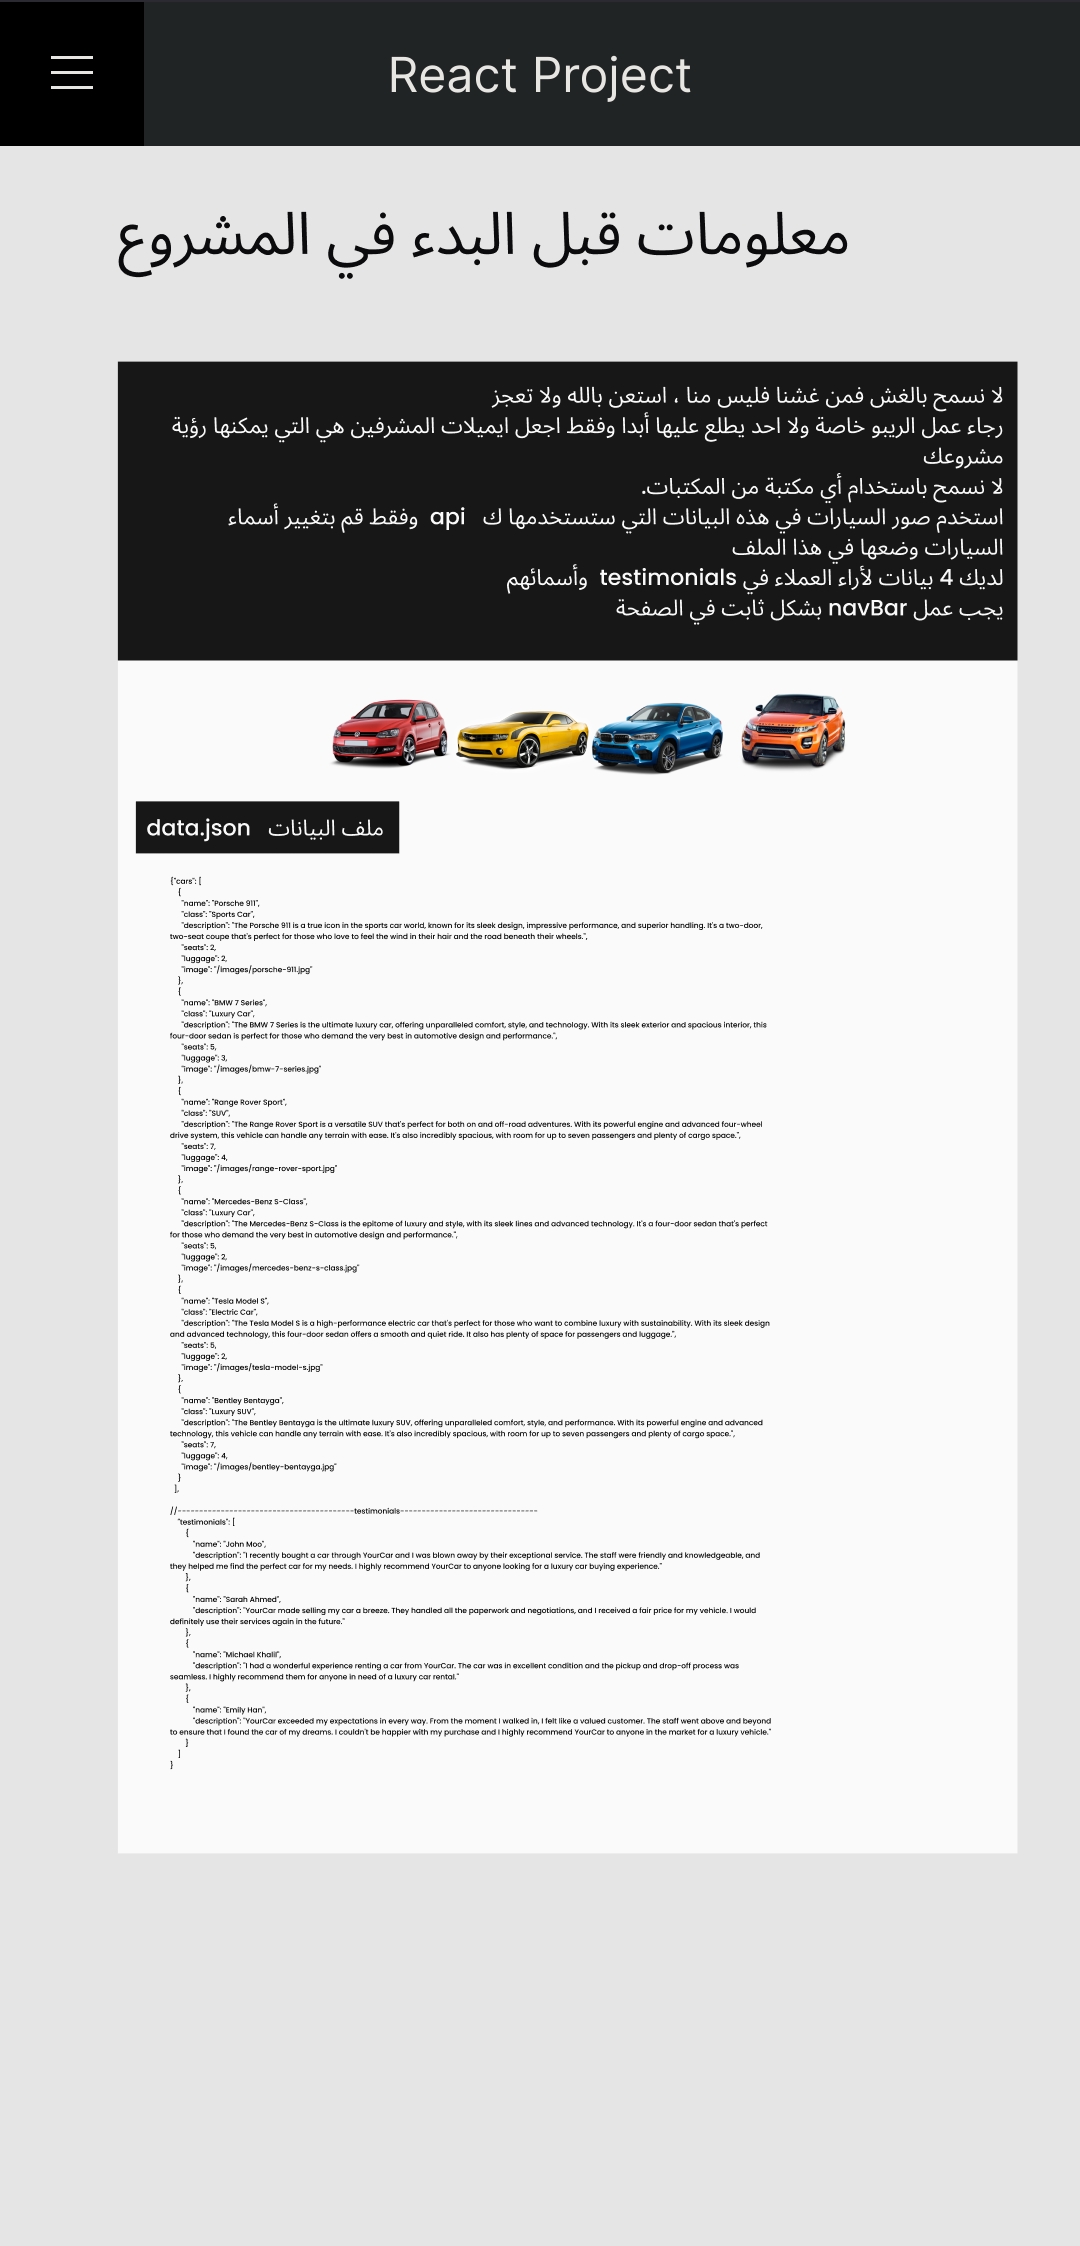 React Project
معلومات قبل البدء في المشروع
لا نسمح بالغش فمن غشنا فليس منا ، استعن بالله ولا تعجز
رجاء عمل الريبو خاصة ولا احد يطلع عليها أبدا وفقط اجعل ايميلات المشرفين هي التي يمكنها رؤية
مشروعك
لا نسمح باستخدام أي مكتبة من المكتبات.
استخدم صور السيارات في هذه البيانات التي ستستخدمها ك api وفقط قم بتغيير أسماء
السيارات وضعها في هذا الملف
لديك 4 بيانات لأراء العملاء في testimonials وأسمائهم
يجب عمل navBar بشكل ثابت في الصفحة
ملف البيانات data.json
{"cars": [
{
"name": "Porsche 911",
"class": "Sports Car",
"description": "The Porsche 911 is a true icon in the sports car world, known for its sleek design, impressive performance, and superior handling. It's a two-door,
two-seat coupe that's perfect for those who love to feel the wind in their hair and the road beneath their wheels.",
"seats": 2,
"luggage": 2,
"image": "/images/porsche-911.jpg"
},
{
"name": "BMW 7 Series",
"class": "Luxury Car",
"description": "The BMW 7 Series is the ultimate luxury car, offering unparalleled comfort, style, and technology. With its sleek exterior and spacious interior, this
four-door sedan is perfect for those who demand the very best in automotive design and performance.",
"seats": 5,
"luggage": 3,
"image": "/images/bmw-7-series.jpg"
},
{
"name": "Range Rover Sport",
"class": "SUV",
"description": "The Range Rover Sport is a versatile SUV that's perfect for both on and off-road adventures. With its powerful engine and advanced four-wheel
drive system, this vehicle can handle any terrain with ease. It's also incredibly spacious, with room for up to seven passengers and plenty of cargo space.",
"seats": 7,
"luggage": 4,
"image": "/images/range-rover-sport.jpg"
},
{
"name": "Mercedes-Benz S-Class",
"class": "Luxury Car",
"description": "The Mercedes-Benz S-Class is the epitome of luxury and style, with its sleek lines and advanced technology. It's a four-door sedan that's perfect
for those who demand the very best in automotive design and performance.",
"seats": 5,
"luggage": 2,
"image": "/images/mercedes-benz-s-class.jpg"
},
{
"name": "Tesla Model S",
"class": "Electric Car",
"description": "The Tesla Model S is a high-performance electric car that's perfect for those who want to combine luxury with sustainability. With its sleek design
and advanced technology, this four-door sedan offers a smooth and quiet ride. It also has plenty of space for passengers and luggage.",
"seats": 5,
"luggage": 2,
"image": "/images/tesla-model-s.jpg"
},
{
"name": "Bentley Bentayga",
"class": "Luxury SUV",
"description": "The Bentley Bentayga is the ultimate luxury SUV, offering unparalleled comfort, style, and performance. With its powerful engine and advanced
technology, this vehicle can handle any terrain with ease. It's also incredibly spacious, with room for up to seven passengers and plenty of cargo space.",
"seats": 7,
"luggage": 4,
"image": "/images/bentley-bentayga.jpg"
}
],
//-----------------------------------------testimonials--------------------------------
"testimonials": [
{
"name": "John Moo",
"description": "I recently bought a car through YourCar and I was blown away by their exceptional service. The staff were friendly and knowledgeable, and
they helped me find the perfect car for my needs. I highly recommend YourCar to anyone looking for a luxury car buying experience."
},
{
"name": "Sarah Ahmed",
"description": "YourCar made selling my car a breeze. They handled all the paperwork and negotiations, and I received a fair price for my vehicle. I would
definitely use their services again in the future."
},
{
"name": "Michael Khalil",
"description": "I had a wonderful experience renting a car from YourCar. The car was in excellent condition and the pickup and drop-off process was
seamless. I highly recommend them for anyone in need of a luxury car rental."
},
{
"name": "Emily Han",
"description": "YourCar exceeded my expectations in every way. From the moment I walked in, I felt like a valued customer. The staff went above and beyond
to ensure that I found the car of my dreams. I couldn't be happier with my purchase and I highly recommend YourCar to anyone in the market for a luxury vehicle."
}
]
}